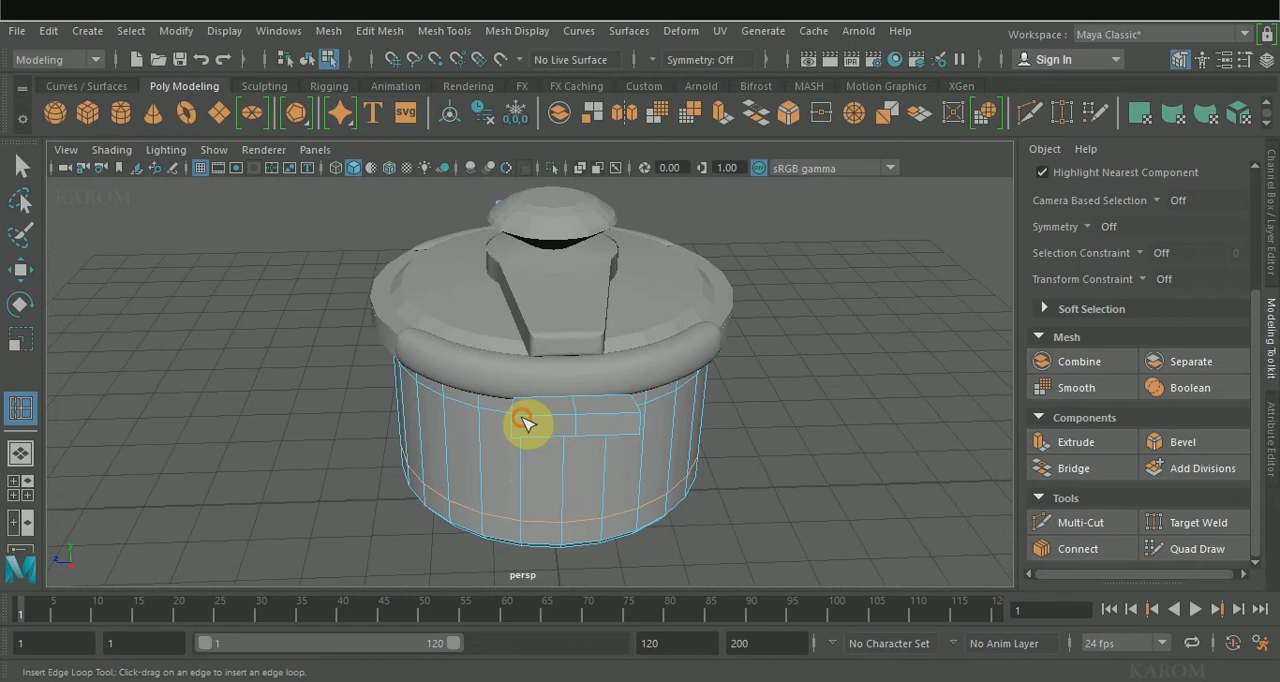 File Edit Create Select Modify Display Windows Mesh Edit Mesh Mesh Tools Mesh Display Curves Surfaces Deform UV Generate Cache Arnold Help Workspace : Maya Classic*
Modeling No Live Surface Symmetry: Off Sign In
Curves / Surfaces Poly Modeling Sculpting Rigging Animation Rendering FX FX Caching Custom Arnold Bifrost MASH Motion Graphics XGen
T svg 0,0,0
View Shading Lighting Show Renderer Panels
0.00 1.00 sRGB gamma
KAROM
persp
Object Help
Highlight Nearest Component
Camera Based Selection Off
Symmetry Off
Selection Constraint Off 0
Transform Constraint Off
Soft Selection
Mesh
Combine Separate
Smooth Boolean
Components
Extrude Bevel
Bridge Add Divisions
Tools
Multi-Cut Target Weld
Connect Quad Draw
Channel Box / Layer Editor
Modeling Toolkit
Attribute Editor
1 5 10 15 20 25 30 35 40 45 50 55 60 65 70 75 80 85 90 95 100 105 110 115 12 1
1 1 1 120 120 200 No Character Set No Anim Layer 24 fps
Insert Edge Loop Tool: Click-drag on an edge to insert an edge loop.
KAROM